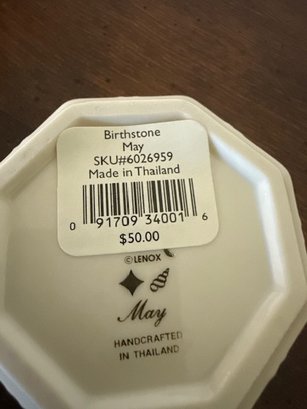 Birthstone
May
SKU#6026959
Made in Thailand
0 91709 34001 6
$50.00
©LENOX
May
HANDCRAFTED
IN THAILAND